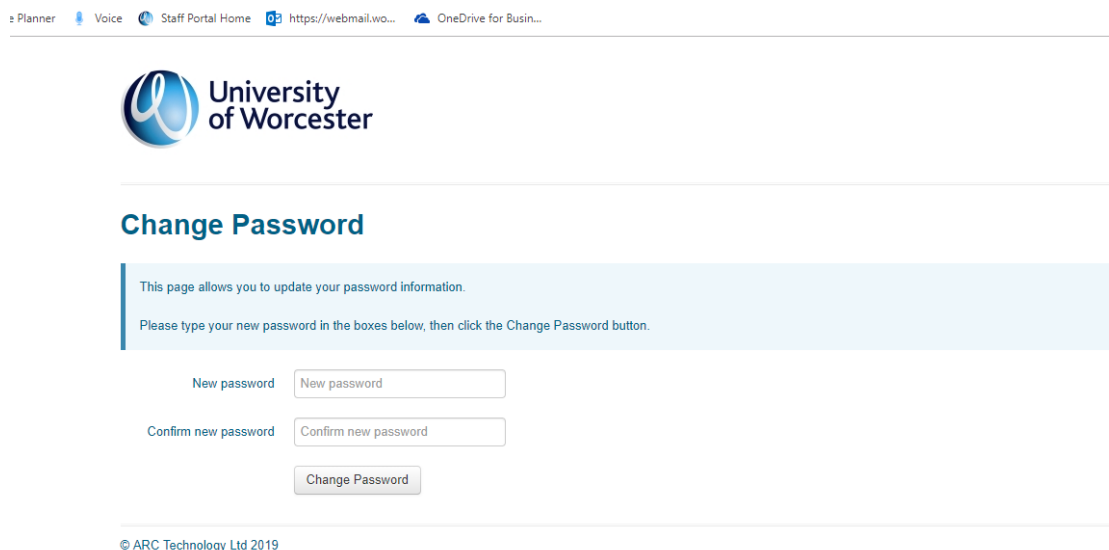 e Planner Voice Staff Portal Home https://webmail.wo... OneDrive for Busin...
University
of Worcester
Change Password
This page allows you to update your password information.
Please type your new password in the boxes below, then click the Change Password button.
New password New password
Confirm new password Confirm new password
Change Password
© ARC Technology Ltd 2019